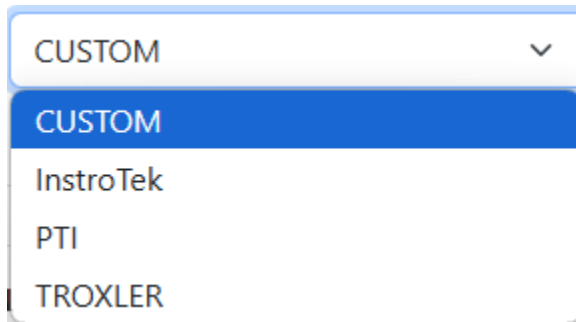 CUSTOM
CUSTOM
InstroTek
PTI
TROXLER